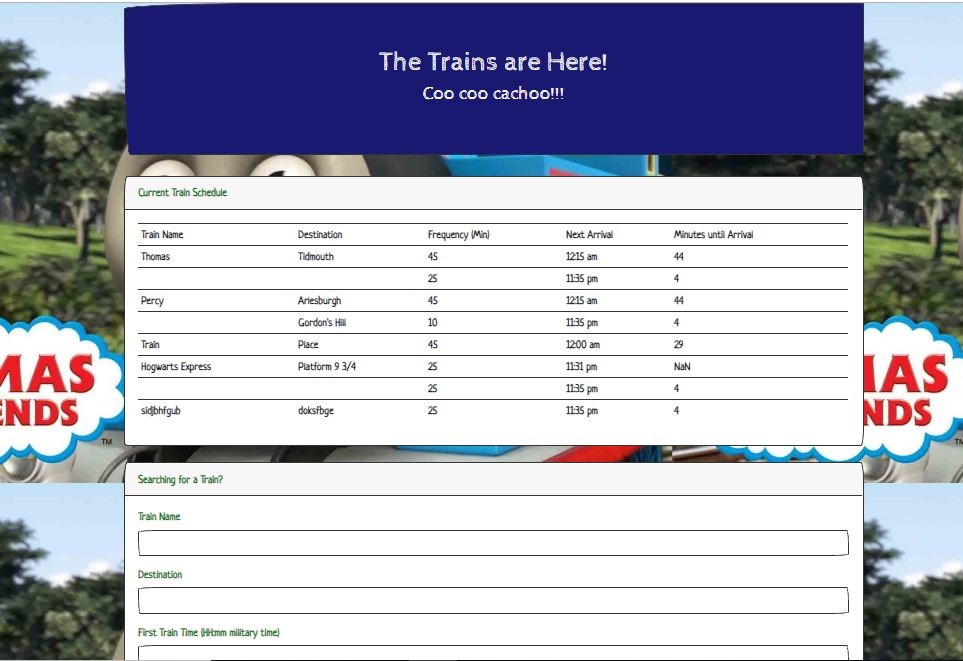 The Trains are Here!
Coo coo cachoo!!!
Current Train Schedule
Train Name Destination Frequency (Min) Next Arrival Minutes until Arrival
Thomas Tidmouth 45 12:15 am 44
25 11:35 pm 4
Percy Arlesburgh 45 12:15 am 44
Gordon's Hill 10 11:35 pm 4
Train Place 45 12:00 am 29
Hogwarts Express Platform 9 3/4 25 11:31 pm NaN
25 11:35 pm 4
sidjbhfgub doksfbge 25 11:35 pm 4
MAS
ENDS
TM
MAS
NDS
TM
Searching for a Train?
Train Name
Destination
First Train Time (HH:mm military time)